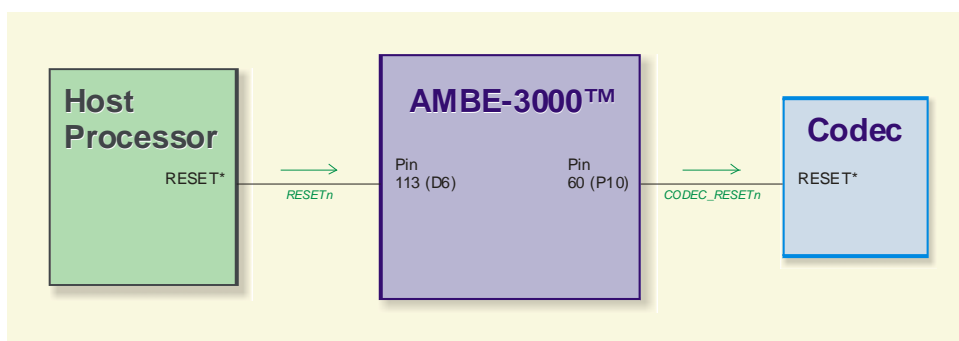 Host
Processor
RESET*
RESETn
AMBE-3000™
Pin
113 (D6)
Pin
60 (P10)
CODEC_RESETn
Codec
RESET*